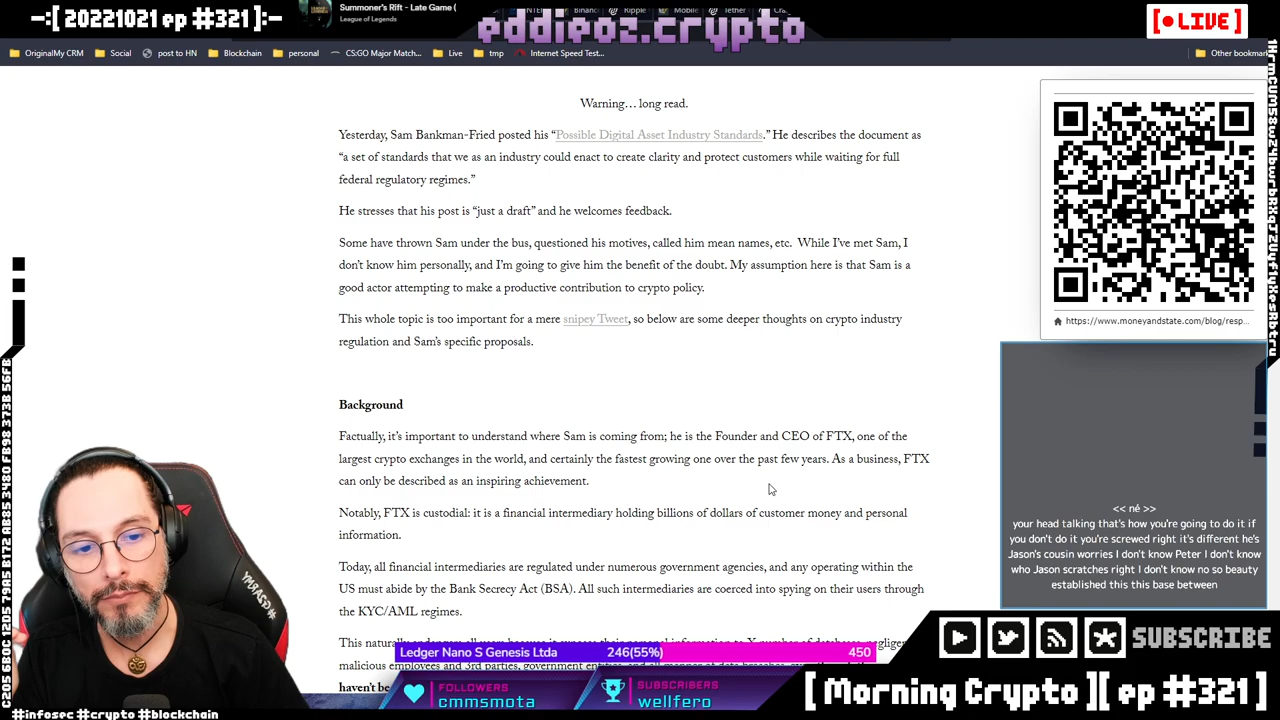 -:[ 20221021 ep #321]:-
Summoner's Rift - Late Game (
League of Legends
Binanc
Ripple
Mobile
Tether
eddieoz.crypto
[ LIVE ]
OriginalMy CRM
Social
post to HN
Blockchain
personal
CS:GO Major Match...
Live
tmp
Internet Speed Test...
Other bookmar
Warning… long read.
Yesterday, Sam Bankman-Fried posted his “Possible Digital Asset Industry Standards.” He describes the document as
“a set of standards that we as an industry could enact to create clarity and protect customers while waiting for full
federal regulatory regimes.”
He stresses that his post is “just a draft” and he welcomes feedback.
Some have thrown Sam under the bus, questioned his motives, called him mean names, etc. While I’ve met Sam, I
don’t know him personally, and I’m going to give him the benefit of the doubt. My assumption here is that Sam is a
good actor attempting to make a productive contribution to crypto policy.
This whole topic is too important for a mere snipey Tweet, so below are some deeper thoughts on crypto industry
regulation and Sam’s specific proposals.
Background
Factually, it’s important to understand where Sam is coming from; he is the Founder and CEO of FTX, one of the
largest crypto exchanges in the world, and certainly the fastest growing one over the past few years. As a business, FTX
can only be described as an inspiring achievement.
Notably, FTX is custodial: it is a financial intermediary holding billions of dollars of customer money and personal
information.
Today, all financial intermediaries are regulated under numerous government agencies, and any operating within the
US must abide by the Bank Secrecy Act (BSA). All such intermediaries are coerced into spying on their users through
the KYC/AML regimes.
This
malicious employees and 3rd parties, government
haven’t be
https://www.moneyandstate.com/blog/resp...
<< né >>
your head talking that's how you're going to do it if
you don't do it you're screwed right it's different he's
Jason's cousin worries I don't know Peter I don't know
who Jason scratches right I don't know no so beauty
established this this base between
Ledger Nano S Genesis Ltda 246(55%) 450
FOLLOWERS
cmmsmota
SUBSCRIBERS
wellfero
SUBSCRIBE
[ Morning Crypto ][ ep #321 ]
#infosec #crypto #blockchain